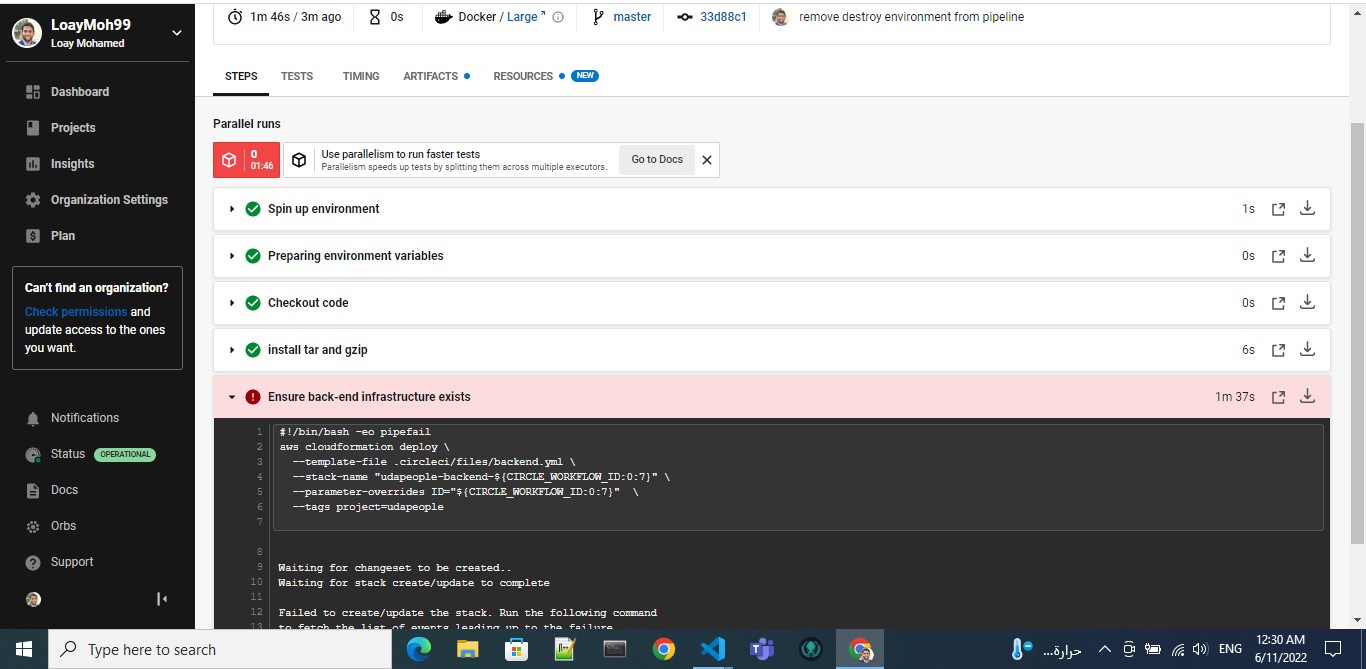 LoayMoh99
Loay Mohamed
Dashboard
Projects
Insights
Organization Settings
Plan
Can't find an organization?
Check permissions and
update access to the ones
you want.
Notifications
Status OPERATIONAL
Docs
Orbs
Support
1m 46s / 3m ago
0s
Docker / Large
master
33d88c1
remove destroy environment from pipeline
STEPS TESTS TIMING ARTIFACTS RESOURCES NEW
Parallel runs
0
01:46
Use parallelism to run faster tests
Parallelism speeds up tests by splitting them across multiple executors.
Go to Docs
Spin up environment 1s
Preparing environment variables 0s
Checkout code 0s
install tar and gzip 6s
Ensure back-end infrastructure exists 1m 37s
1 #!/bin/bash -eo pipefail
2 aws cloudformation deploy \
3 --template-file .circleci/files/backend.yml \
4 --stack-name "udapeople-backend-${CIRCLE_WORKFLOW_ID:0:7}" \
5 --parameter-overrides ID="${CIRCLE_WORKFLOW_ID:0:7}" \
6 --tags project=udapeople
7
8
9 Waiting for changeset to be created..
10 Waiting for stack create/update to complete
11
12 Failed to create/update the stack. Run the following command
13 to fetch the list of events leading up to the failure
Type here to search
حرارة...
ENG
12:30 AM
6/11/2022